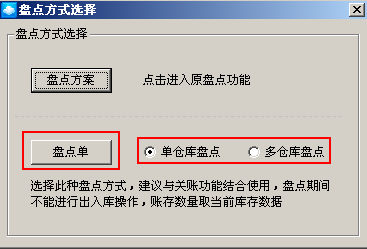 盘点方式选择
盘点方式选择
盘点方案 点击进入原盘点功能
盘点单 单仓库盘点 多仓库盘点
选择此种盘点方式，建议与关账功能结合使用，盘点期间
不能进行出入库操作，账存数量取当前库存数据